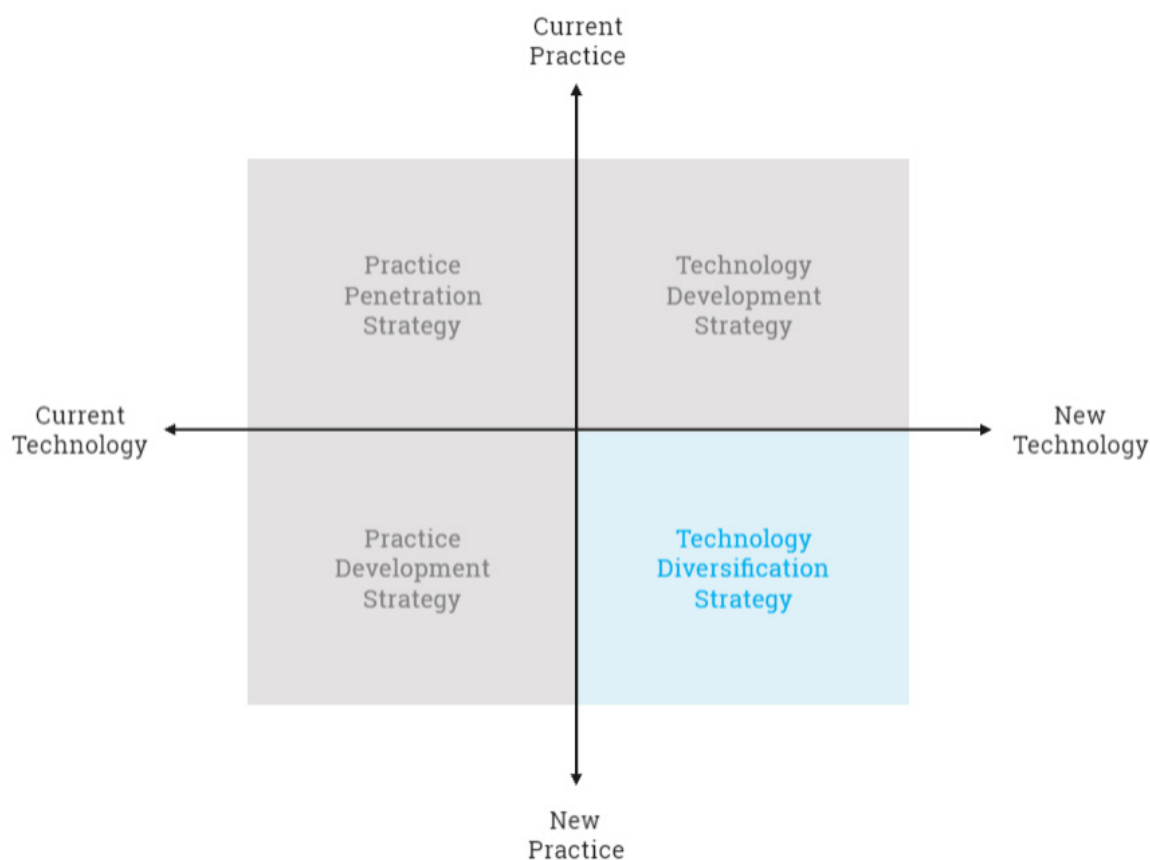 Current
Practice
Practice
Penetration
Strategy
Technology
Development
Strategy
Current
Technology
New
Technology
Practice
Development
Strategy
Technology
Diversification
Strategy
New
Practice